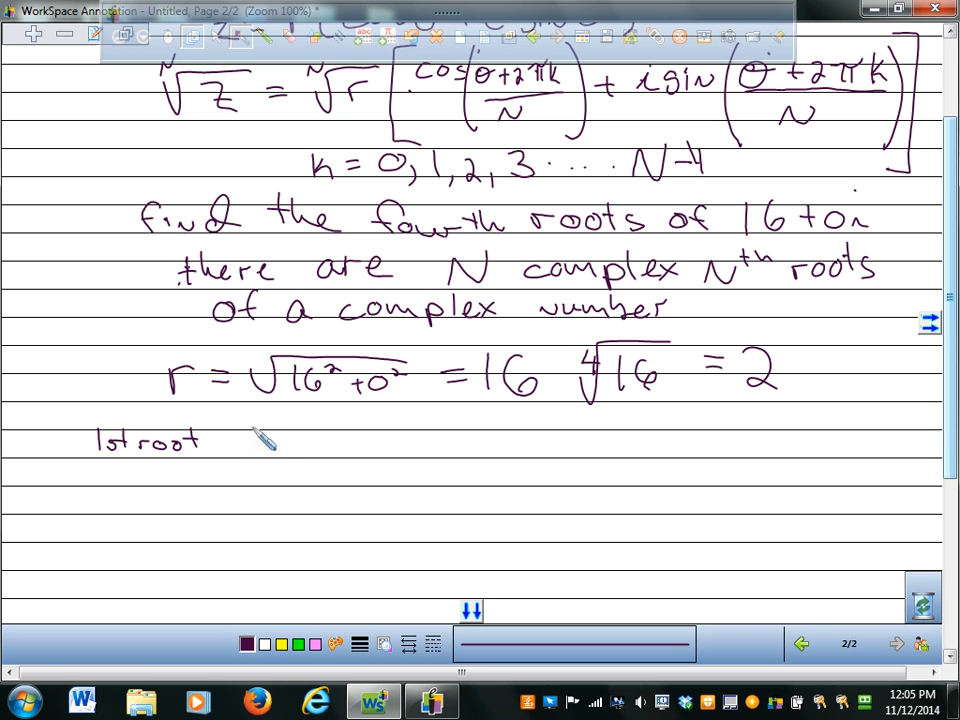 WorkSpace Annotation - Untitled, Page 2/2 (Zoom 100%) *
ᴺ√z = ᴺ√r [cos(θ+2πk/N) + i sin(θ+2πk/N)]
k = 0, 1, 2, 3 ... ... N-1
find the fourth roots of 16 + 0i
there are N complex Nth roots
of a complex number
r = √16² + 0² = 16 ⁴√16 = 2
1st root
2/2
12:05 PM
11/12/2014